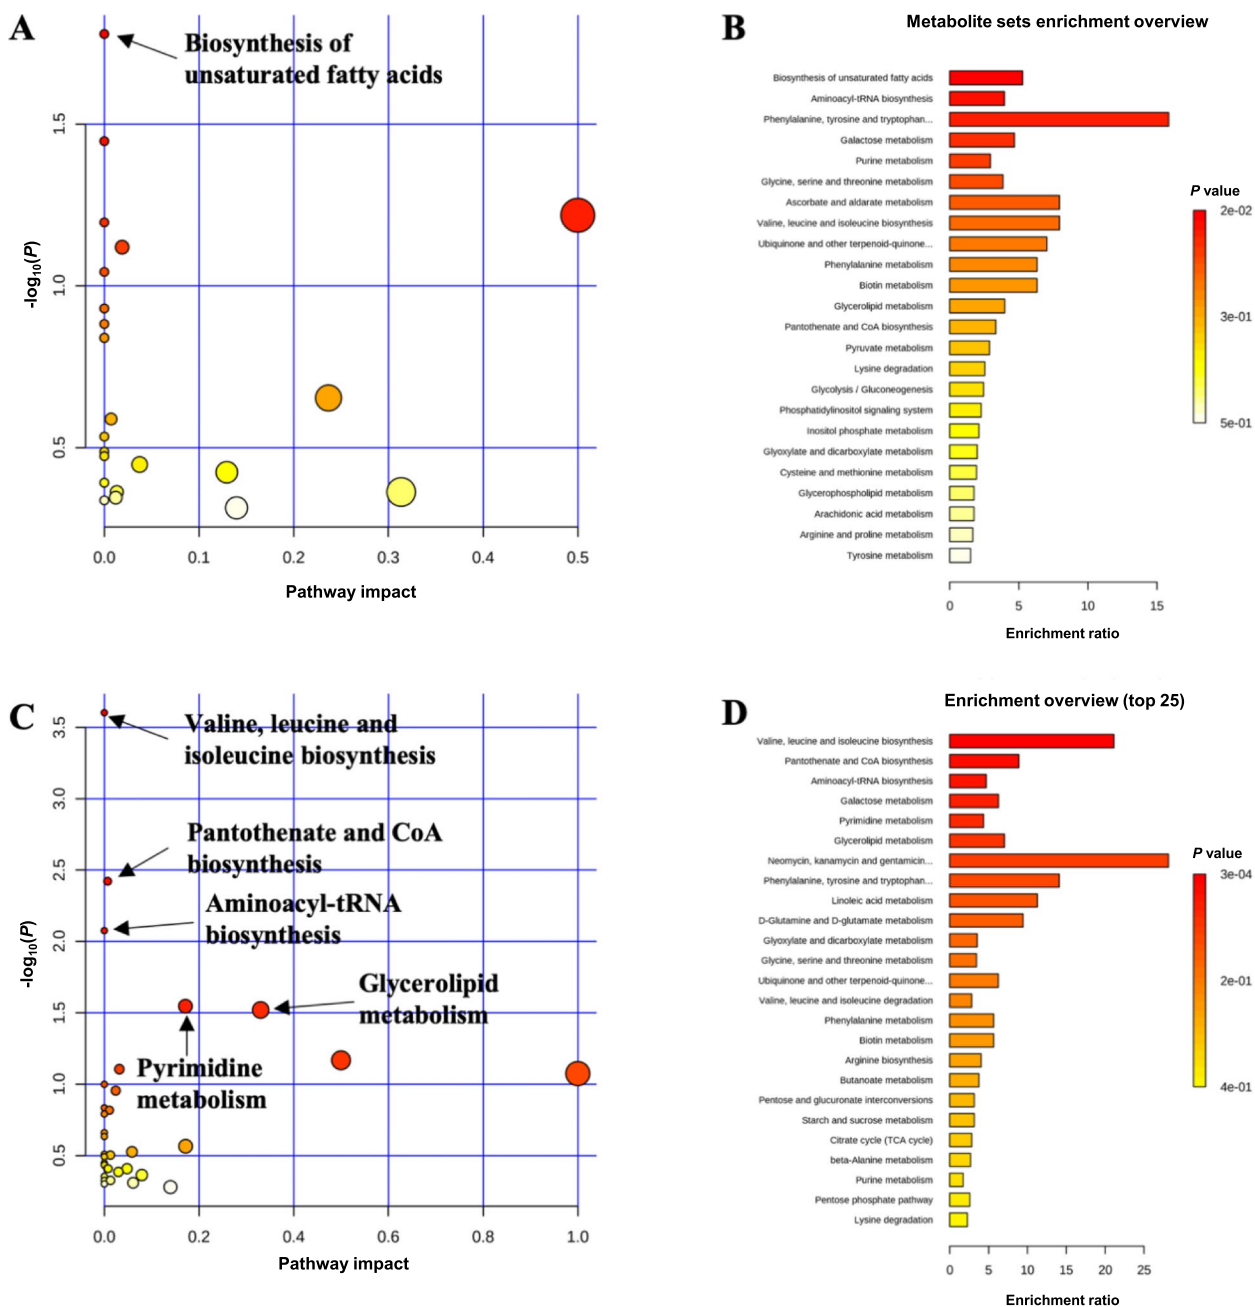 A
Biosynthesis of
unsaturated fatty acids
1.5
1.0
0.5
-log10(P)
0.0 0.1 0.2 0.3 0.4 0.5
Pathway impact
B
Metabolite sets enrichment overview
Biosynthesis of unsaturated fatty acids
Aminoacyl-tRNA biosynthesis
Phenylalanine, tyrosine and tryptophan...
Galactose metabolism
Purine metabolism
Glycine, serine and threonine metabolism
Ascorbate and aldarate metabolism
Valine, leucine and isoleucine biosynthesis
Ubiquinone and other terpenoid-quinone...
Phenylalanine metabolism
Biotin metabolism
Glycerolipid metabolism
Pantothenate and CoA biosynthesis
Pyruvate metabolism
Lysine degradation
Glycolysis / Gluconeogenesis
Phosphatidylinositol signaling system
Inositol phosphate metabolism
Glyoxylate and dicarboxylate metabolism
Cysteine and methionine metabolism
Glycerophospholipid metabolism
Arachidonic acid metabolism
Arginine and proline metabolism
Tyrosine metabolism
0 5 10 15
Enrichment ratio
P value
2e-02
3e-01
5e-01
C
Valine, leucine and
isoleucine biosynthesis
Pantothenate and CoA
biosynthesis
Aminoacyl-tRNA
biosynthesis
Glycerolipid
metabolism
Pyrimidine
metabolism
3.5
3.0
2.5
2.0
1.5
1.0
0.5
-log10(P)
0.0 0.2 0.4 0.6 0.8 1.0
Pathway impact
D
Enrichment overview (top 25)
Valine, leucine and isoleucine biosynthesis
Pantothenate and CoA biosynthesis
Aminoacyl-tRNA biosynthesis
Galactose metabolism
Pyrimidine metabolism
Glycerolipid metabolism
Neomycin, kanamycin and gentamicin...
Phenylalanine, tyrosine and tryptophan...
Linoleic acid metabolism
D-Glutamine and D-glutamate metabolism
Glyoxylate and dicarboxylate metabolism
Glycine, serine and threonine metabolism
Ubiquinone and other terpenoid-quinone...
Valine, leucine and isoleucine degradation
Phenylalanine metabolism
Biotin metabolism
Arginine biosynthesis
Butanoate metabolism
Pentose and glucuronate interconversions
Starch and sucrose metabolism
Citrate cycle (TCA cycle)
beta-Alanine metabolism
Purine metabolism
Pentose phosphate pathway
Lysine degradation
0 5 10 15 20 25
Enrichment ratio
P value
3e-04
2e-01
4e-01